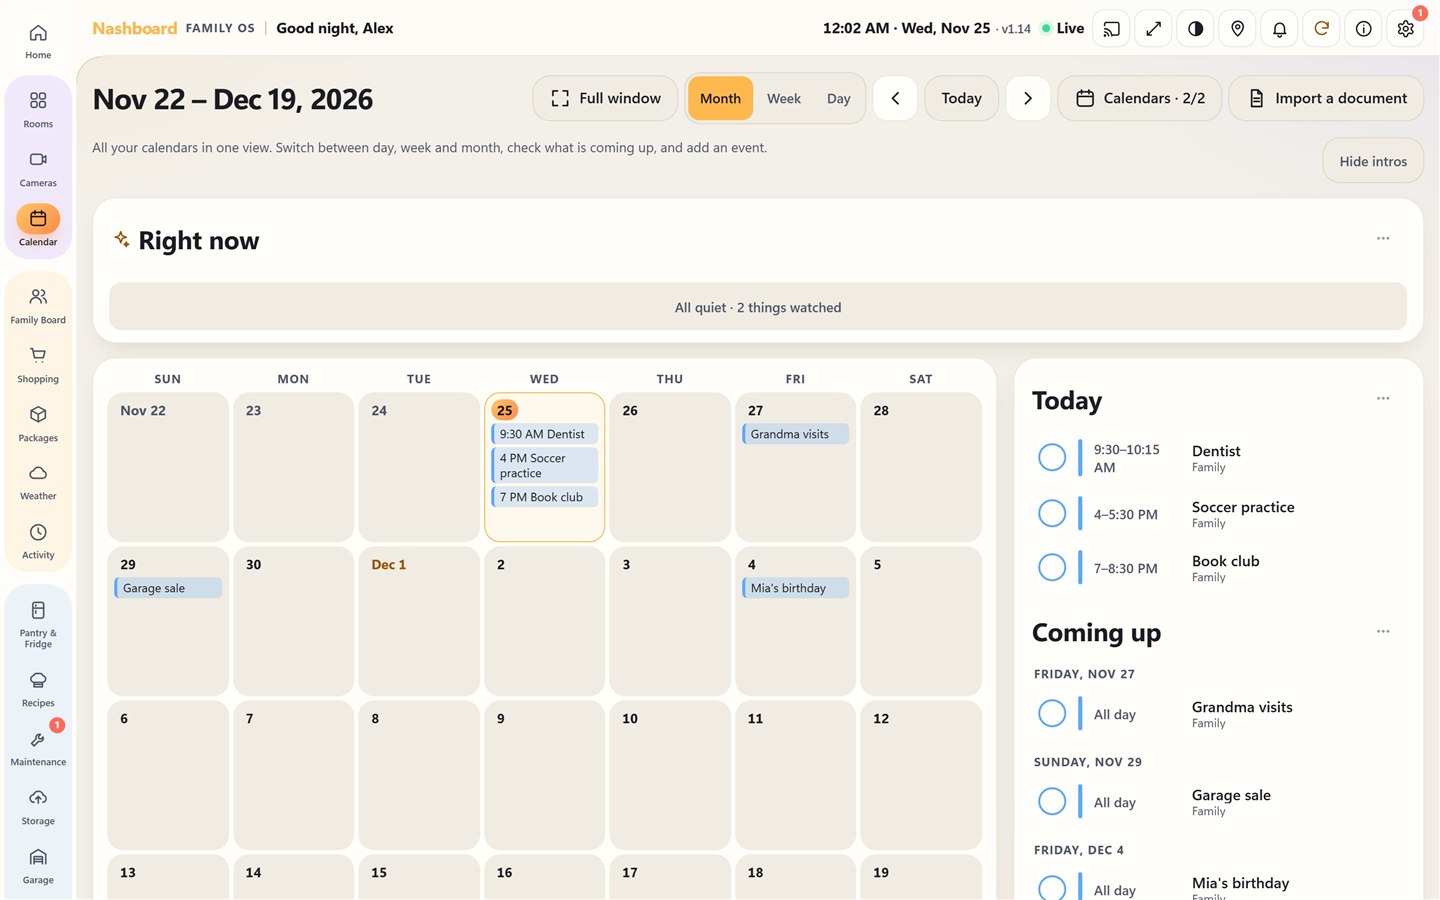 Nashboard FAMILY OS Good night, Alex
12:02 AM · Wed, Nov 25 · v1.14 Live
1
Home
Rooms
Cameras
Calendar
Family Board
Shopping
Packages
Weather
Activity
Pantry &
Fridge
Recipes
1
Maintenance
Storage
Garage
Nov 22 – Dec 19, 2026
Full window
Month Week Day
Today
Calendars · 2/2
Import a document
All your calendars in one view. Switch between day, week and month, check what is coming up, and add an event.
Hide intros
Right now
All quiet · 2 things watched
SUN MON TUE WED THU FRI SAT
Nov 22 23 24 25 26 27 28
9:30 AM Dentist
4 PM Soccer
practice
7 PM Book club
Grandma visits
29 30 Dec 1 2 3 4 5
Garage sale
Mia's birthday
6 7 8 9 10 11 12
13 14 15 16 17 18 19
Today
9:30–10:15
AM
Dentist
Family
4–5:30 PM
Soccer practice
Family
7–8:30 PM
Book club
Family
Coming up
FRIDAY, NOV 27
All day
Grandma visits
Family
SUNDAY, NOV 29
All day
Garage sale
Family
FRIDAY, DEC 4
All day
Mia's birthday
Family